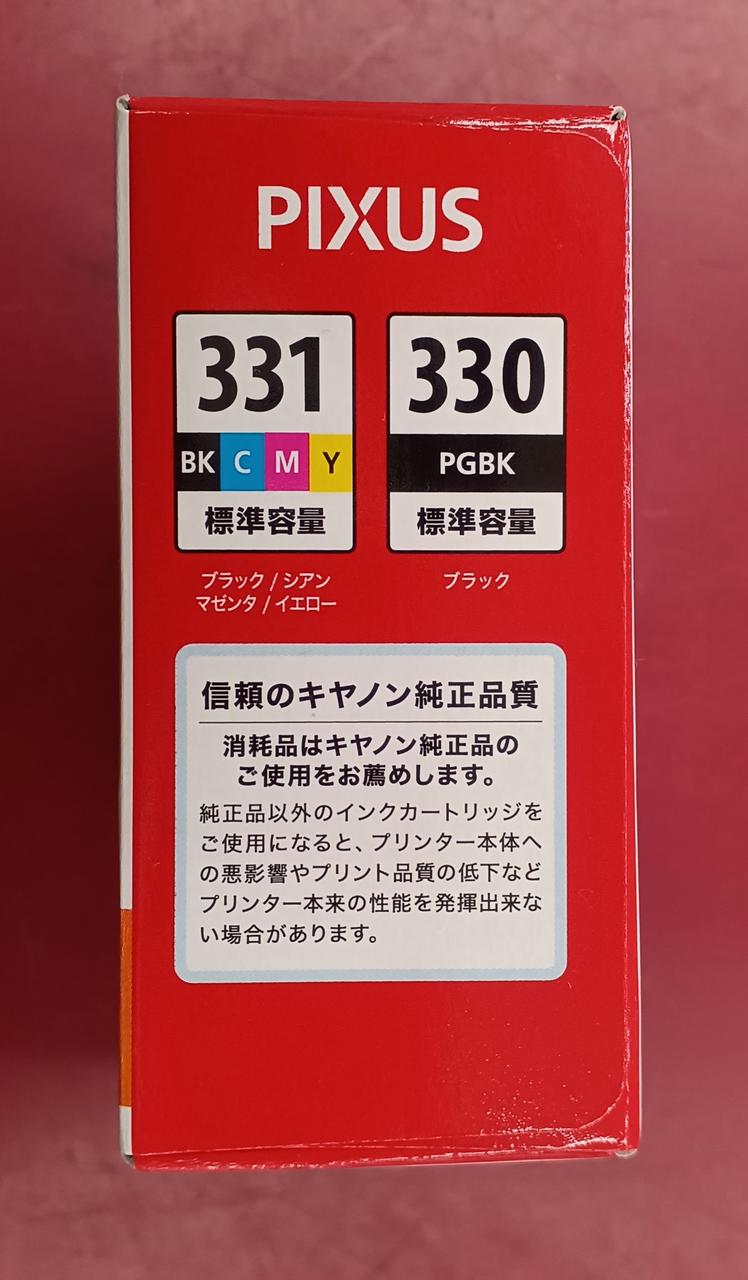 PIXUS
331
BK C M Y
標準容量
ブラック / シアン
マゼンタ / イエロー
330
PGBK
標準容量
ブラック
信頼のキヤノン純正品質
消耗品はキヤノン純正品の
ご使用をお薦めします。
純正品以外のインクカートリッジを
ご使用になると、プリンター本体へ
の悪影響やプリント品質の低下など
プリンター本来の性能を発揮出来な
い場合があります。